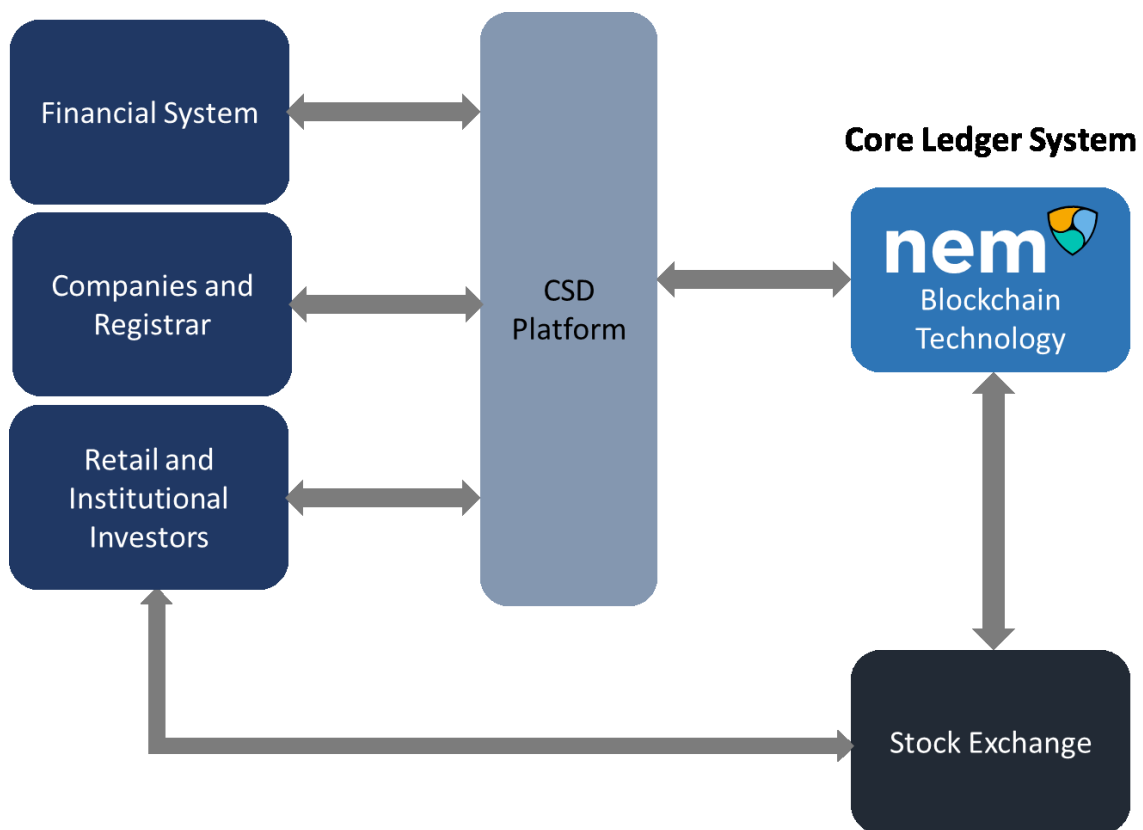 Financial System
Companies and
Registrar
Retail and
Institutional
Investors
CSD
Platform
Core Ledger System
nem
Blockchain
Technology
Stock Exchange